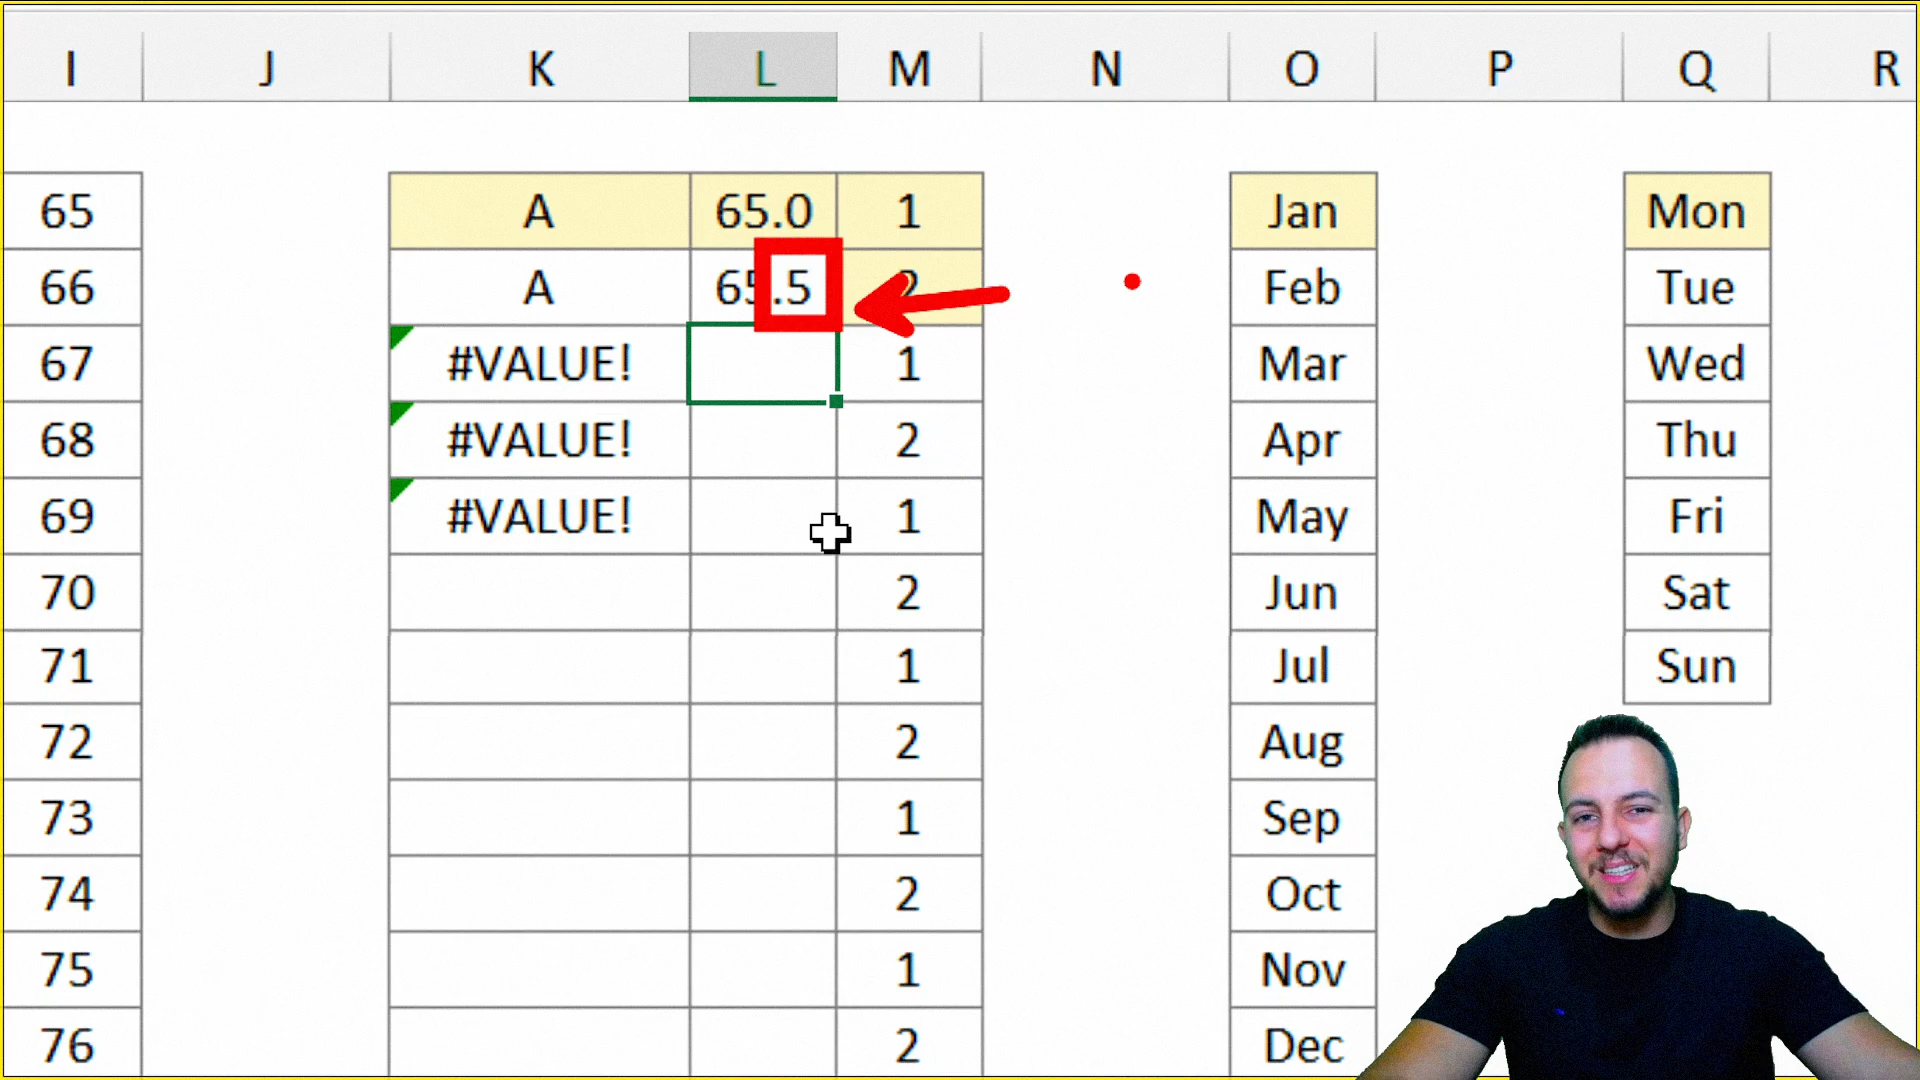 I J K L M N O P Q R
65 A 65.0 1 Jan Mon
66 A 65.5 2 Feb Tue
67 #VALUE! 1 Mar Wed
68 #VALUE! 2 Apr Thu
69 #VALUE! 1 May Fri
70 2 Jun Sat
71 1 Jul Sun
72 2 Aug
73 1 Sep
74 2 Oct
75 1 Nov
76 2 Dec